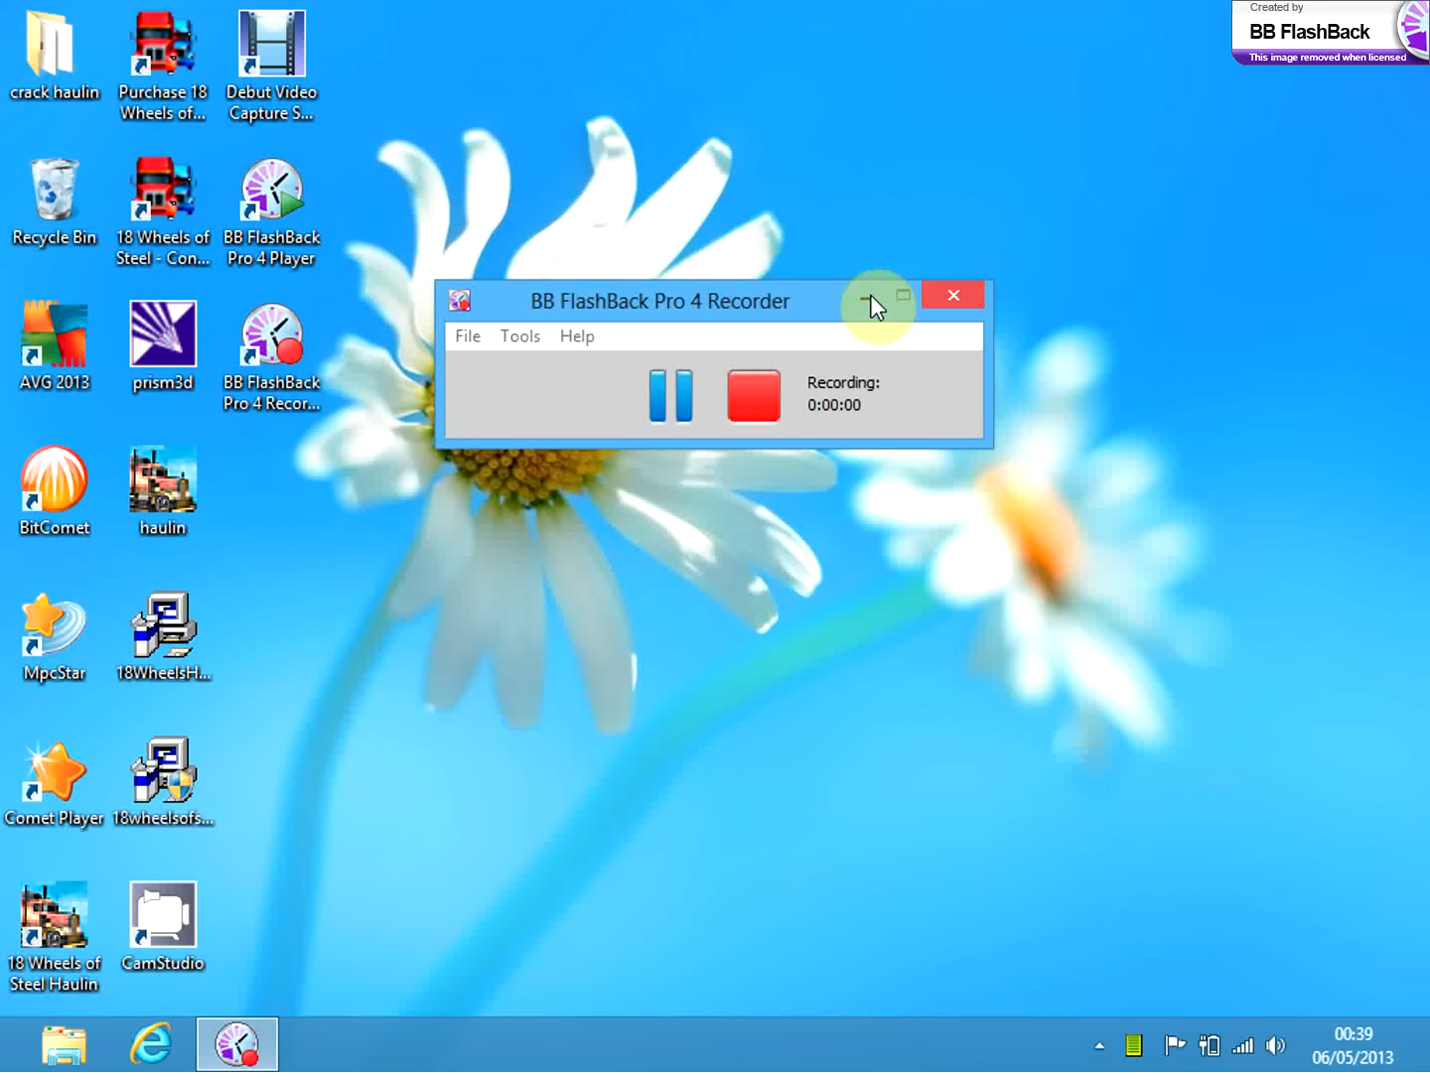 Created by
BB FlashBack
This image removed when licensed
crack haulin
Purchase 18
Wheels of...
Debut Video
Capture S...
Recycle Bin
18 Wheels of
Steel - Con...
BB FlashBack
Pro 4 Player
BB FlashBack Pro 4 Recorder
File Tools Help
Recording:
0:00:00
AVG 2013
prism3d
BB FlashBack
Pro 4 Recor...
BitComet
haulin
MpcStar
18WheelsH...
Comet Player
18wheelsofs...
18 Wheels of
Steel Haulin
CamStudio
00:39
06/05/2013